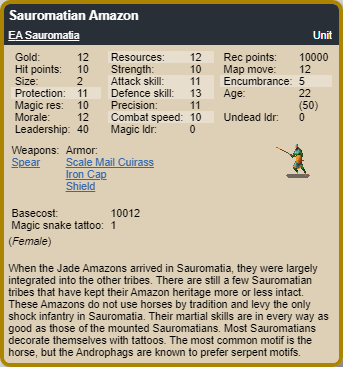 Sauromatian Amazon
EA Sauromatia Unit
Gold: 12 Resources: 12 Rec points: 10000
Hit points: 10 Strength: 10 Map move: 12
Size: 2 Attack skill: 11 Encumbrance: 5
Protection: 11 Defence skill: 13 Age: 22
Magic res: 10 Precision: 11 (50)
Morale: 12 Combat speed: 10 Undead ldr: 0
Leadership: 40 Magic ldr: 0
Weapons: Armor:
Spear Scale Mail Cuirass
Iron Cap
Shield
Basecost: 10012
Magic snake tattoo: 1
(Female)
When the Jade Amazons arrived in Sauromatia, they were largely
integrated into the other tribes. There are still a few Sauromatian
tribes that have kept their Amazon heritage more or less intact.
These Amazons do not use horses by tradition and levy the only
shock infantry in Sauromatia. Their martial skills are in every way as
good as those of the mounted Sauromatians. Most Sauromatians
decorate themselves with tattoos. The most common motif is the
horse, but the Androphags are known to prefer serpent motifs.